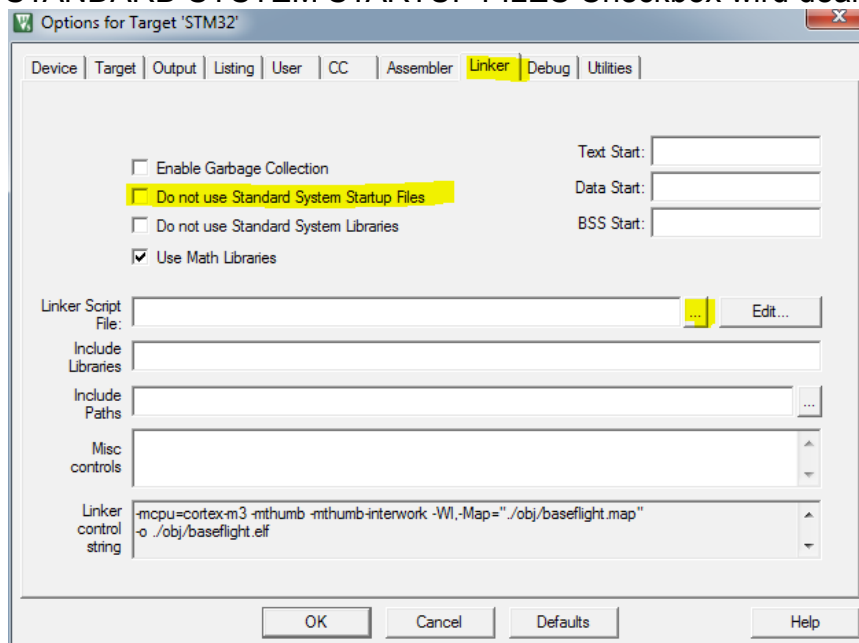 Options for Target 'STM32'
Device Target Output Listing User CC Assembler Linker Debug Utilities
Enable Garbage Collection
Text Start:
Do not use Standard System Startup Files
Data Start:
Do not use Standard System Libraries
BSS Start:
Use Math Libraries
Linker Script
File:
... Edit...
Include
Libraries
Include
Paths
...
Misc
controls
Linker
control
string
-mcpu=cortex-m3 -mthumb -mthumb-interwork -Wl,-Map="./obj/baseflight.map"
-o ./obj/baseflight.elf
OK Cancel Defaults Help